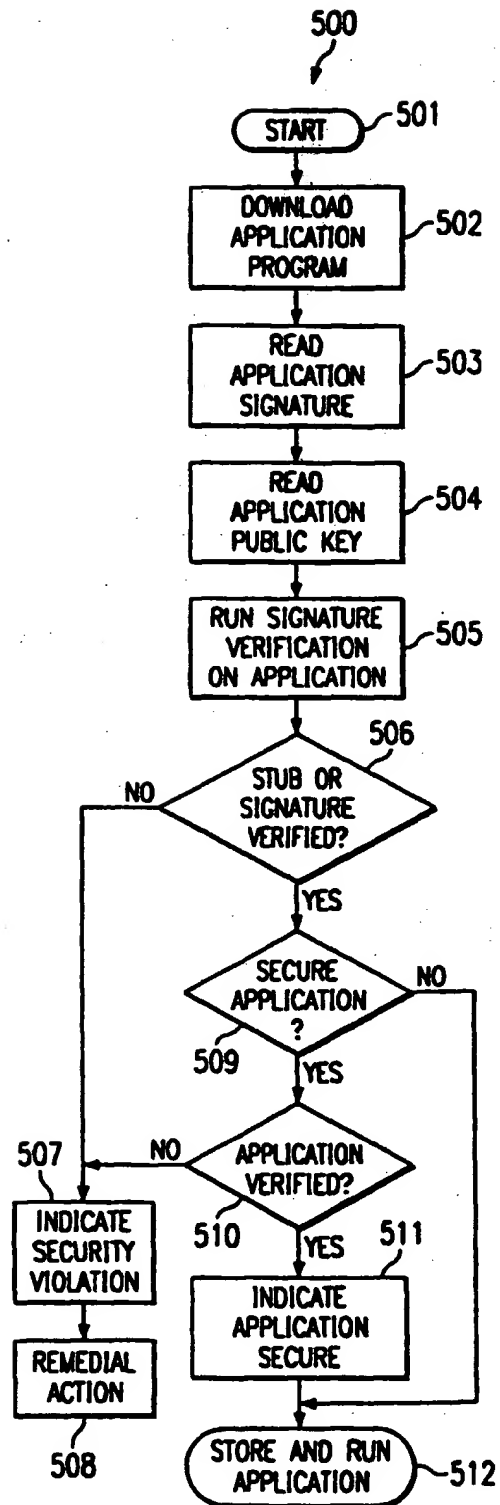 500
START
501
DOWNLOAD
APPLICATION
PROGRAM
502
READ
APPLICATION
SIGNATURE
503
READ
APPLICATION
PUBLIC KEY
504
RUN SIGNATURE
VERIFICATION
ON APPLICATION
505
506
STUB OR
SIGNATURE
VERIFIED?
NO
YES
SECURE
APPLICATION
?
NO
509
YES
APPLICATION
VERIFIED?
NO
510
YES
507
INDICATE
SECURITY
VIOLATION
511
INDICATE
APPLICATION
SECURE
REMEDIAL
ACTION
508
STORE AND RUN
APPLICATION
512